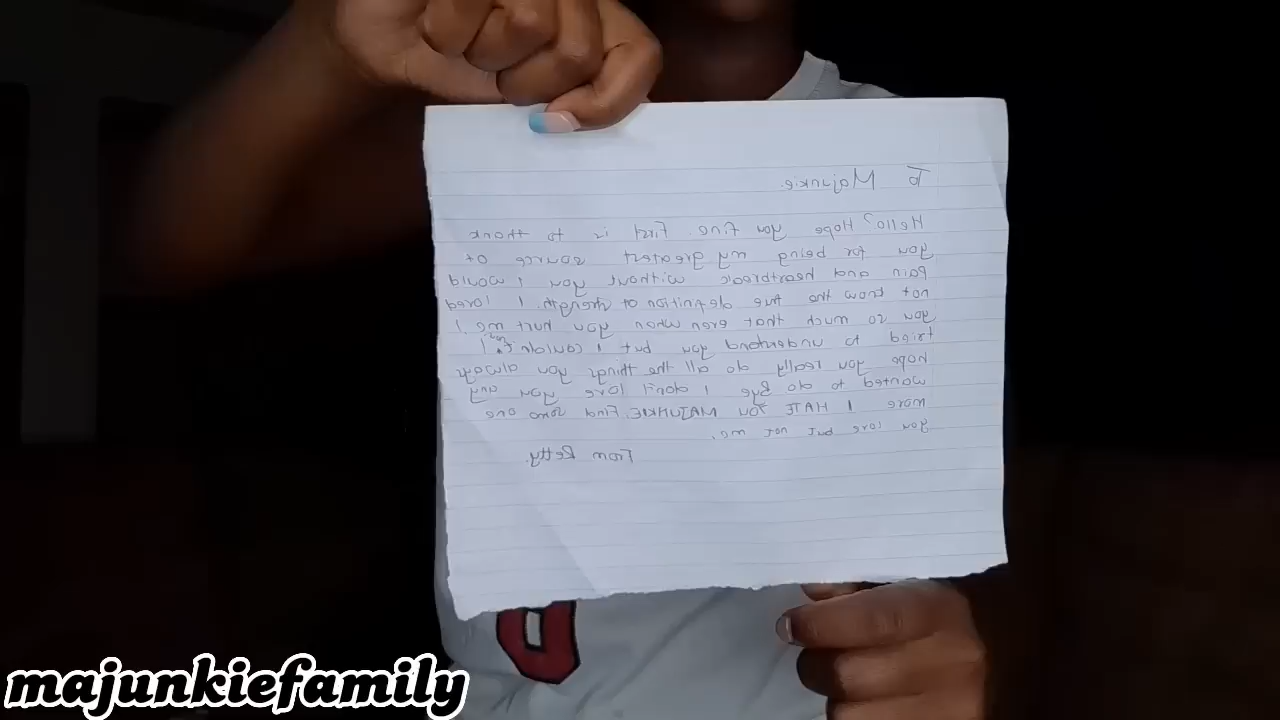 To Majunkie.
Hello? Hope you fine. First is to thank
you for being my greatest source of
pain and heartbreak without you I would
not know the the definition of strength. I loved
you so much that even when you hurt me I
tried to understand you but I couldn't. I
hope you really do all the things you always
wanted to do Bye I don't love you any
more I HATE YOU MAJUNKIE Find some one
you love but not me.
From Betty.
majunkiefamily